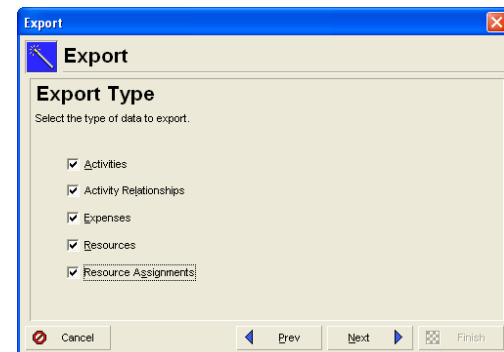 Export
Export
Export Type
Select the type of data to export.
Activities
Activity Relationships
Expenses
Resources
Resource Assignments
Cancel
Prev
Next
Finish